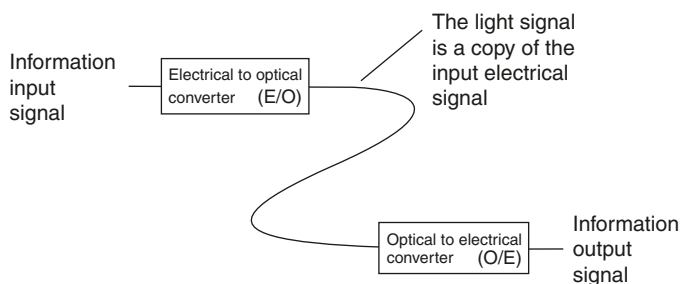 The light signal
is a copy of the
input electrical
signal
Information
input
signal
Electrical to optical
converter (E/O)
Optical to electrical
converter (O/E)
Information
output
signal